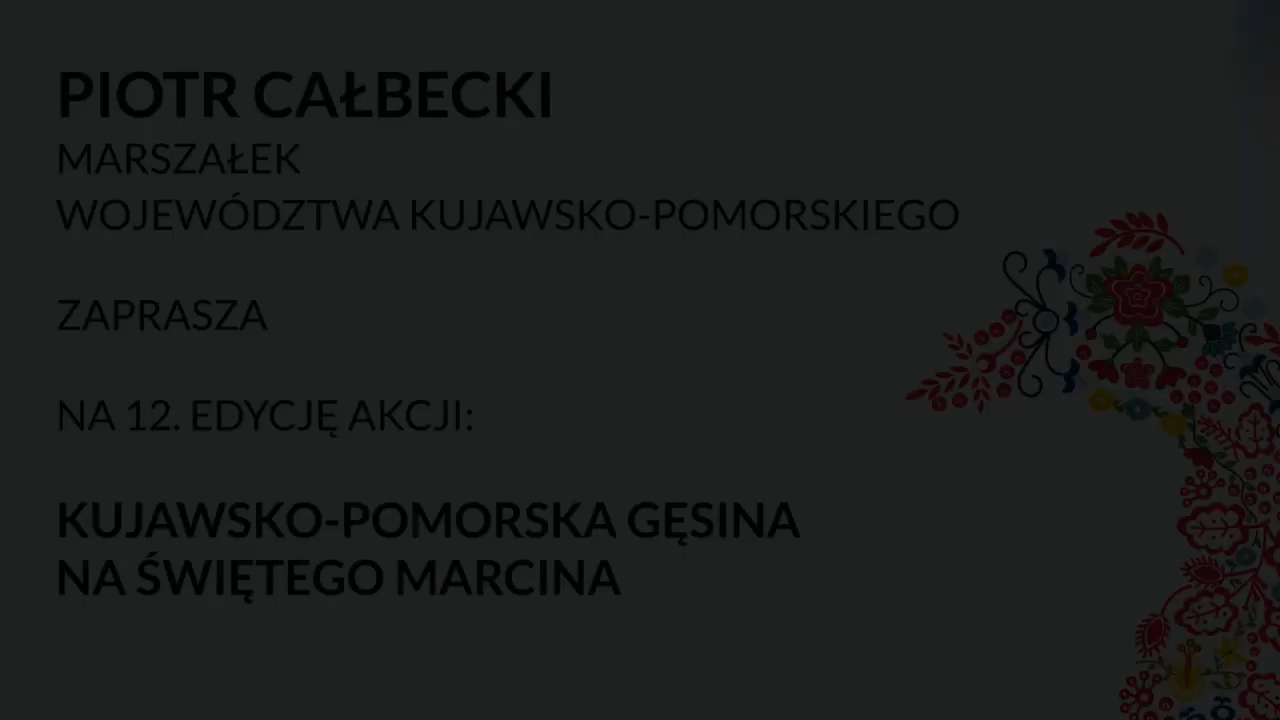 PIOTR CAŁBECKI
MARSZAŁEK
WOJEWÓDZTWA KUJAWSKO-POMORSKIEGO
ZAPRASZA
NA 12. EDYCJĘ AKCJI:
KUJAWSKO-POMORSKA GĘSINA
NA ŚWIĘTEGO MARCINA